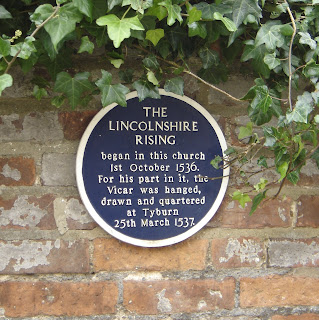 THE
LINCOLNSHIRE
RISING
began in this church
1st October 1536.
For his part in it, the
Vicar was hanged,
drawn and quartered
at Tyburn
25th March 1537.